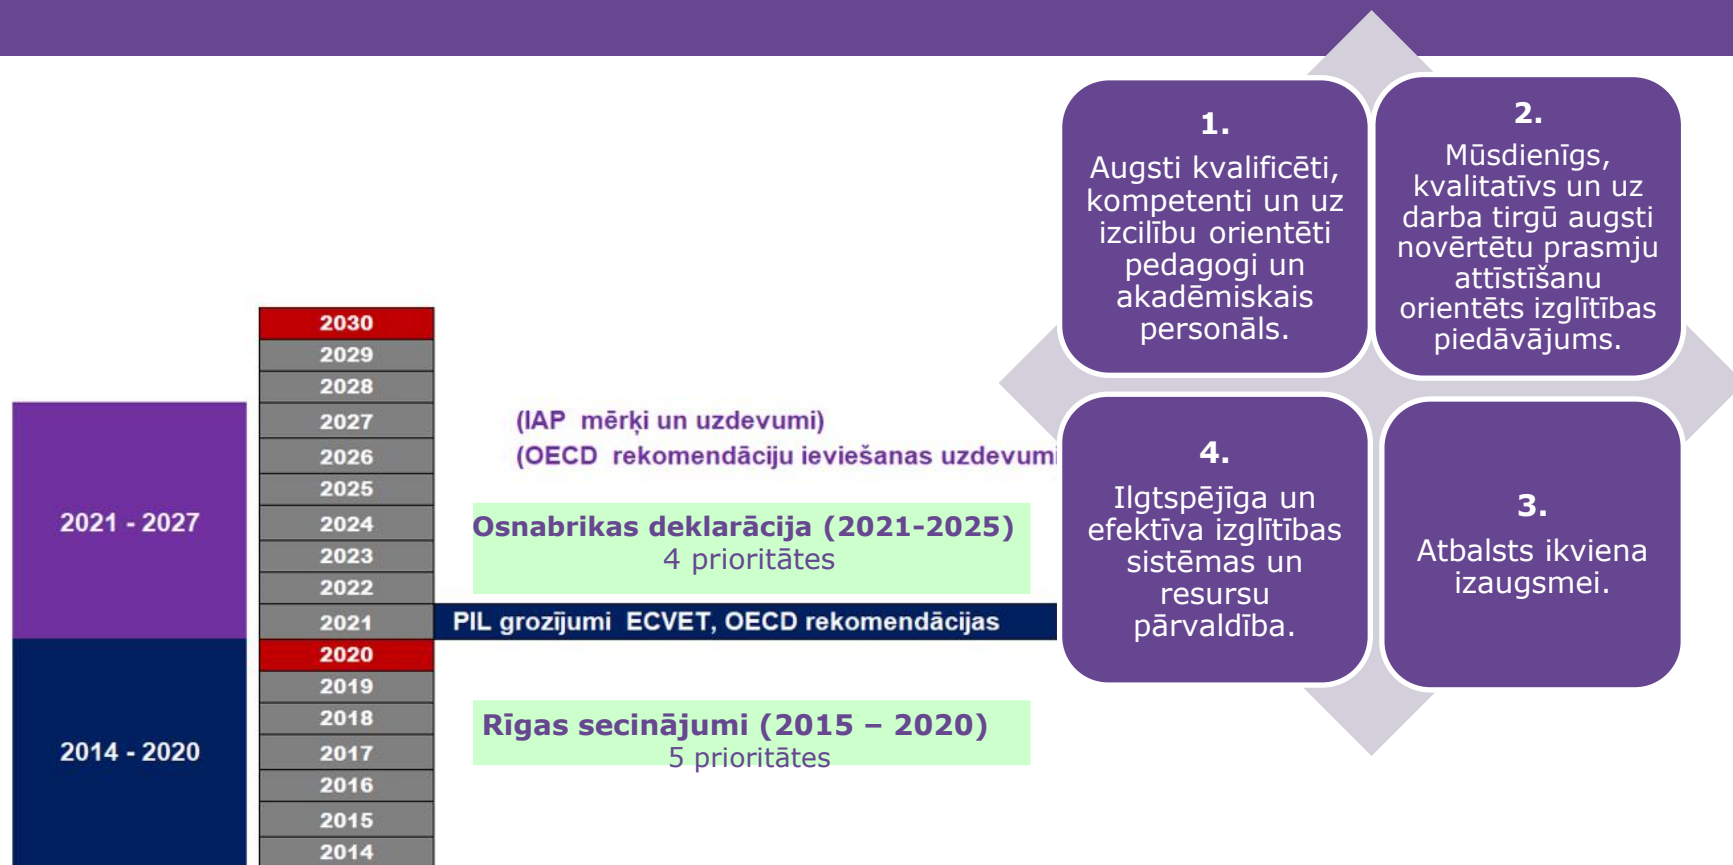 2030
2029
2028
2027
2026
2025
2024
2023
2022
2021
2020
2019
2018
2017
2016
2015
2014
2021 - 2027
2014 - 2020
(IAP mērķi un uzdevumi)
(OECD rekomendāciju ieviešanas uzdevumi
Osnabrikas deklarācija (2021-2025)
4 prioritātes
PIL grozījumi ECVET, OECD rekomendācijas
Rīgas secinājumi (2015 – 2020)
5 prioritātes
1.
Augsti kvalificēti,
kompetenti un uz
izcilību orientēti
pedagogi un
akadēmiskais
personāls.
2.
Mūsdienīgs,
kvalitatīvs un uz
darba tirgū augsti
novērtētu prasmju
attīstīšanu
orientēts izglītības
piedāvājums.
4.
Ilgtspējīga un
efektīva izglītības
sistēmas un
resursu
pārvaldība.
3.
Atbalsts ikviena
izaugsmei.